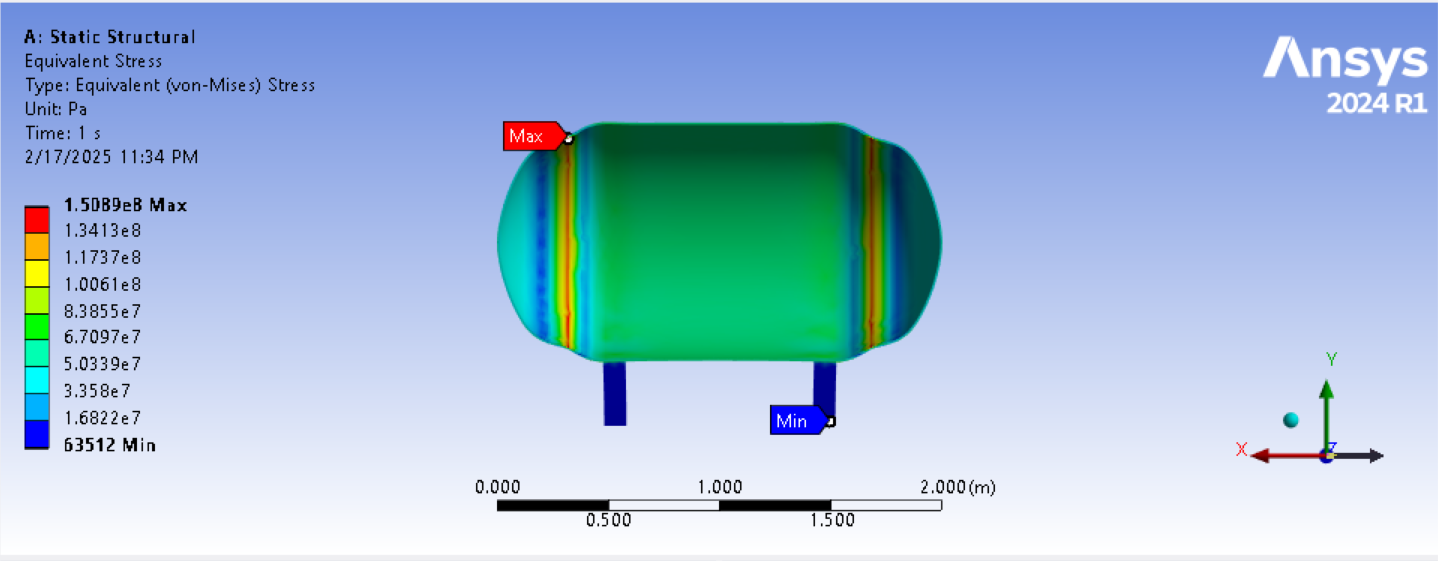 A: Static Structural
Equivalent Stress
Type: Equivalent (von-Mises) Stress
Unit: Pa
Time: 1 s
2/17/2025 11:34 PM
1.5089e8 Max
1.3413e8
1.1737e8
1.0061e8
8.3855e7
6.7097e7
5.0339e7
3.358e7
1.6822e7
63512 Min
Ansys
2024 R1
Max
Min
0.000 1.000 2.000 (m)
0.500 1.500
Y
X Z